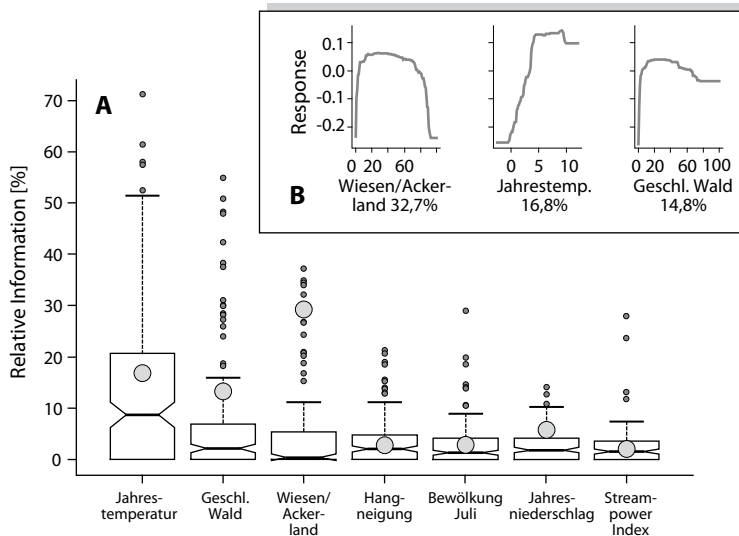 A
Relative Information [%]
70
60
50
40
30
20
10
0
Jahres-
temperatur
Geschl.
Wald
Wiesen/
Acker-
land
Hang-
neigung
Bewölkung
Juli
Jahres-
niederschlag
Stream-
power
Index
B
Response
0.1
0.0
-0.1
-0.2
0 20 60
Wiesen/Acker-
land 32,7%
0 5 10
Jahrestemp.
16,8%
0 20 60 100
Geschl. Wald
14,8%